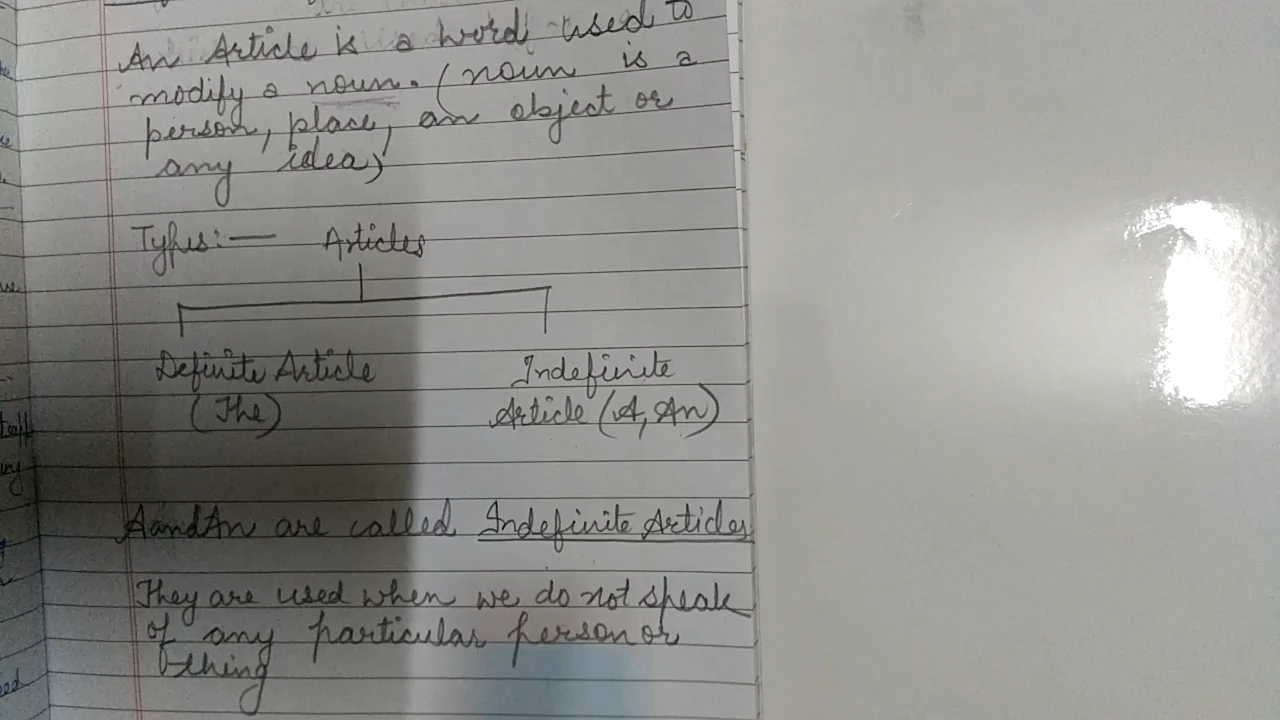 An Article is a word used to
modify a noun. (noun is a
person, place, an object or
any idea)
Types:— Articles
Definite Article
(The)
Indefinite
Article (A, An)
A and An are called Indefinite Articles
They are used when we do not speak
of any particular person or
thing